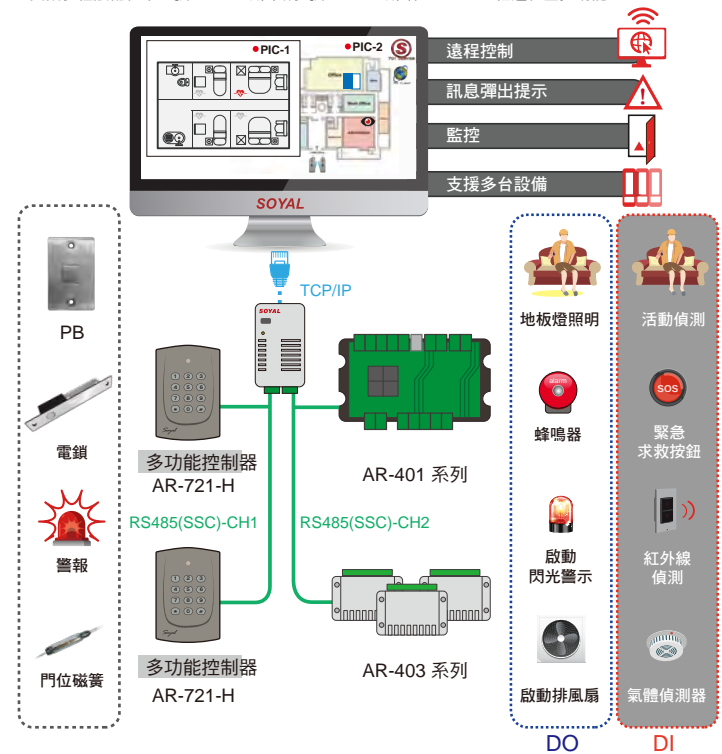 PIC-1
PIC-2
遠程控制
訊息彈出提示
監控
支援多台設備
SOYAL
TCP/IP
SOYAL
PB
電鎖
警報
門位磁簧
多功能控制器
AR-721-H
AR-401 系列
RS485(SSC)-CH1
RS485(SSC)-CH2
多功能控制器
AR-721-H
AR-403 系列
地板燈照明
alarm
蜂鳴器
啟動
閃光警示
啟動排風扇
DO
活動偵測
SOS
緊急
求救按鈕
紅外線
偵測
氣體偵測器
DI